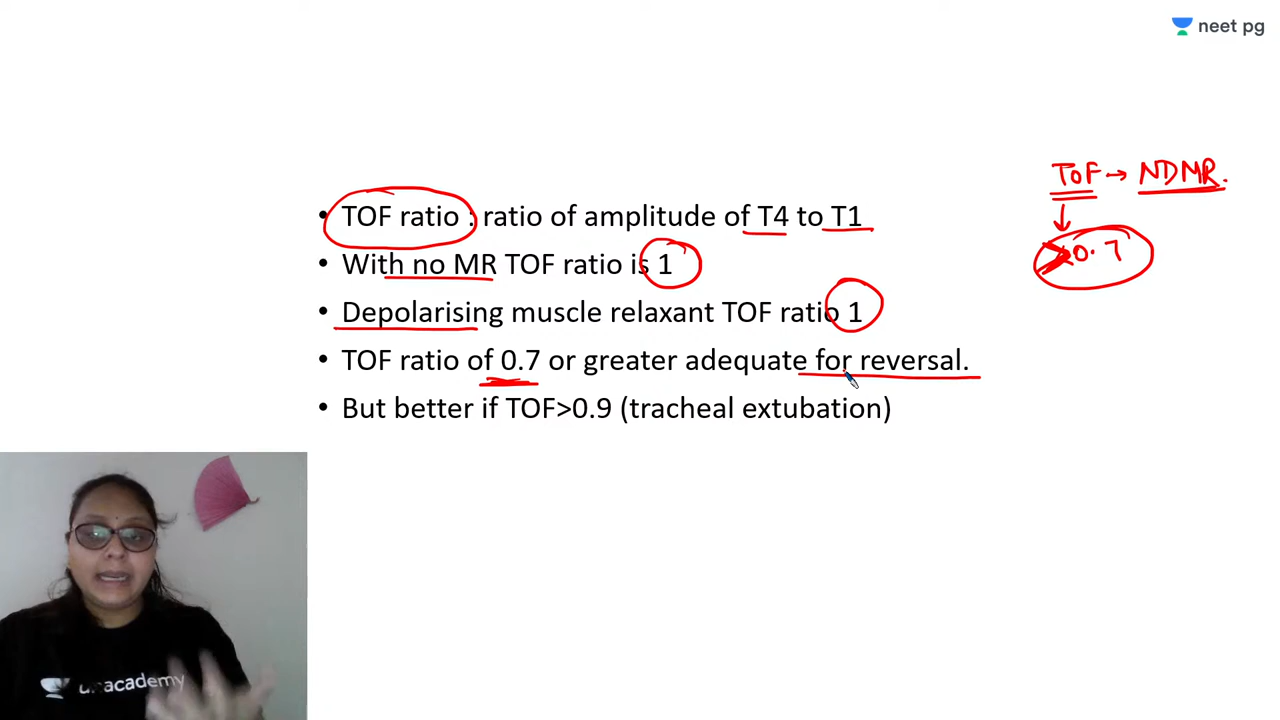 neet pg
ToF → NDMR.
>0.7
• TOF ratio : ratio of amplitude of T4 to T1
• With no MR TOF ratio is 1
• Depolarising muscle relaxant TOF ratio 1
• TOF ratio of 0.7 or greater adequate for reversal.
• But better if TOF>0.9 (tracheal extubation)
unacademy